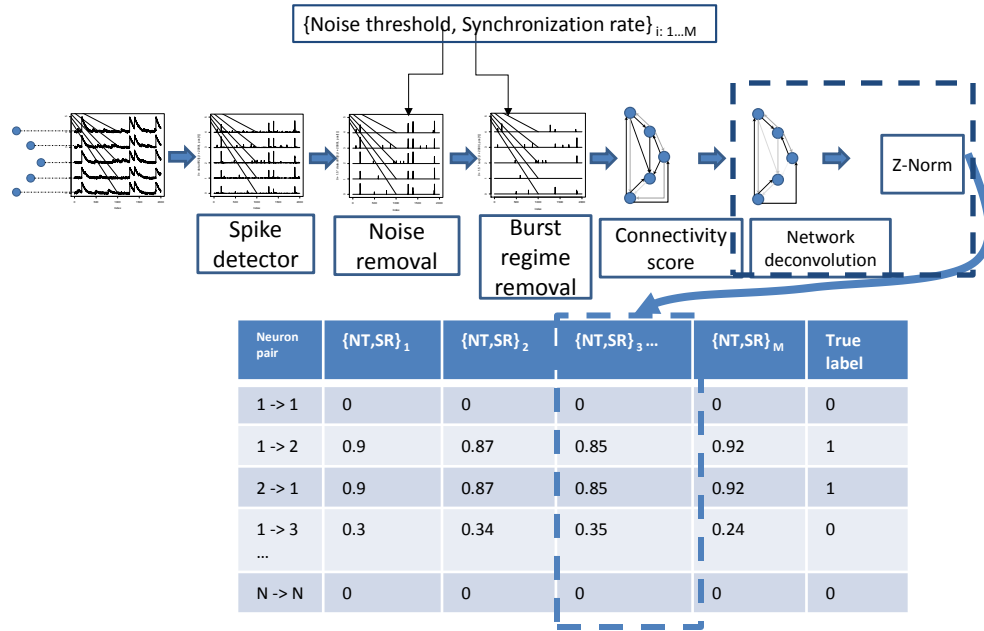 {Noise threshold, Synchronization rate} i: 1...M
Spike
detector
Noise
removal
Burst
regime
removal
Connectivity
score
Network
deconvolution
Z-Norm
Neuron
pair
{NT,SR} 1
{NT,SR} 2
{NT,SR} 3 ...
{NT,SR} M
True
label
1 -> 1 0 0 0 0 0
1 -> 2 0.9 0.87 0.85 0.92 1
2 -> 1 0.9 0.87 0.85 0.92 1
1 -> 3 0.3 0.34 0.35 0.24 0
...
N -> N 0 0 0 0 0